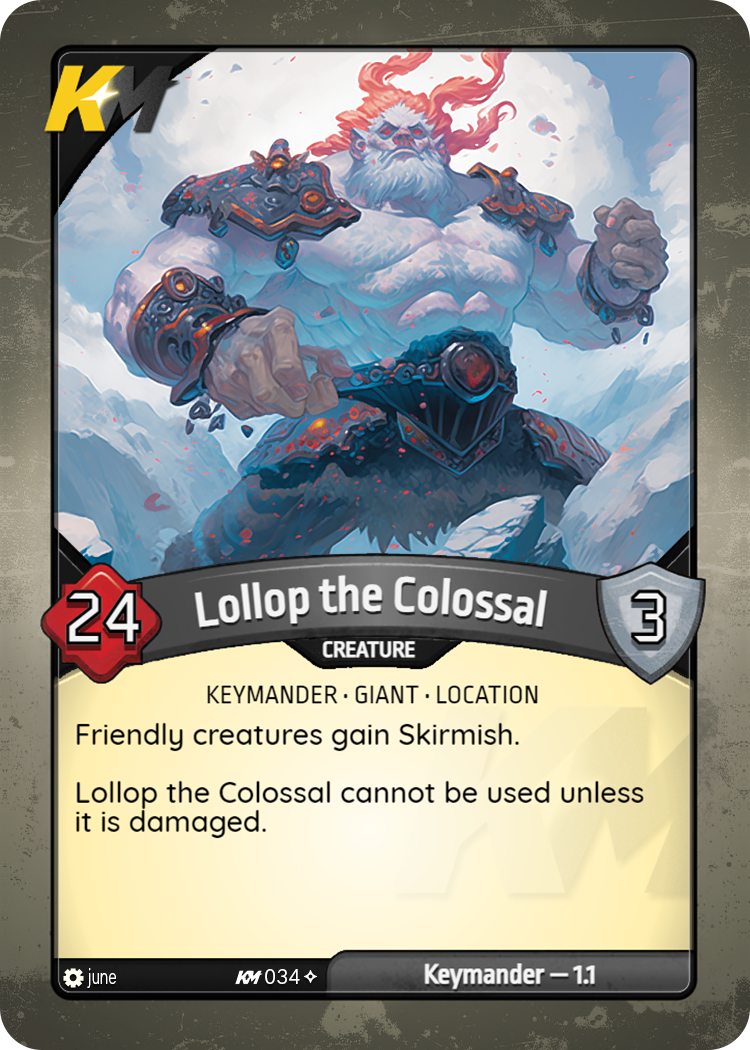 KM
24
Lollop the Colossal
3
CREATURE
KEYMANDER · GIANT · LOCATION
Friendly creatures gain Skirmish.
Lollop the Colossal cannot be used unless
it is damaged.
june
KM 034
Keymander — 1.1